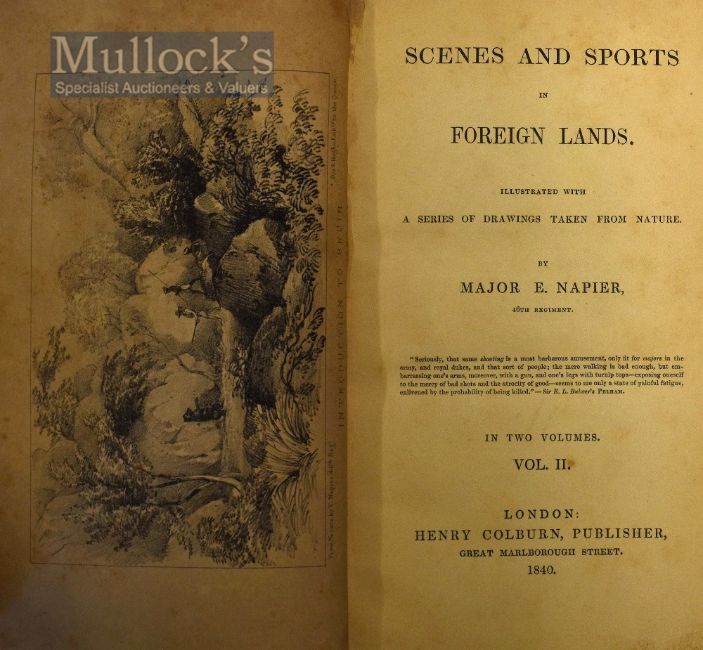 Mullock's
Specialist Auctioneers & Valuers
INTRODUCTION TO BRUIN
SCENES AND SPORTS
IN
FOREIGN LANDS.
ILLUSTRATED WITH
A SERIES OF DRAWINGS TAKEN FROM NATURE.
BY
MAJOR E. NAPIER,
46TH REGIMENT.
"Seriously, that same shooting is a most barbarous amusement, only fit for majors in the
army, and royal dukes, and that sort of people; the mere walking is bad enough, but em-
barrassing one's arms, moreover, with a gun, and one's legs with turnip tops—exposing oneself
to the mercy of bad shots and the atrocity of good—seems to me only a state of painful fatigue,
enlivened by the probability of being killed."—Sir E. L. Bulwer's PELHAM.
IN TWO VOLUMES.
VOL. II.
LONDON:
HENRY COLBURN, PUBLISHER,
GREAT MARLBOROUGH STREET.
1840.